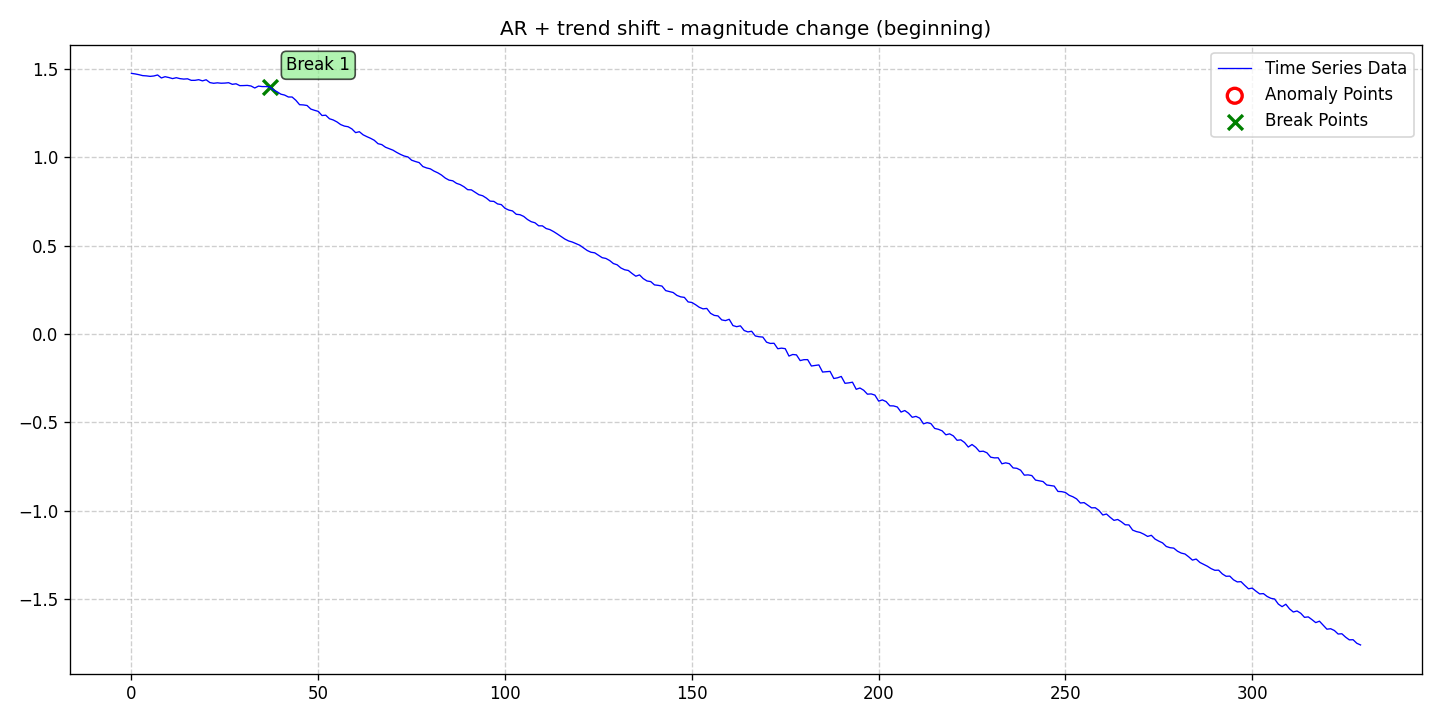 AR + trend shift - magnitude change (beginning)
Break 1
Time Series Data
Anomaly Points
Break Points
1.5
1.0
0.5
0.0
−0.5
−1.0
−1.5
0 50 100 150 200 250 300